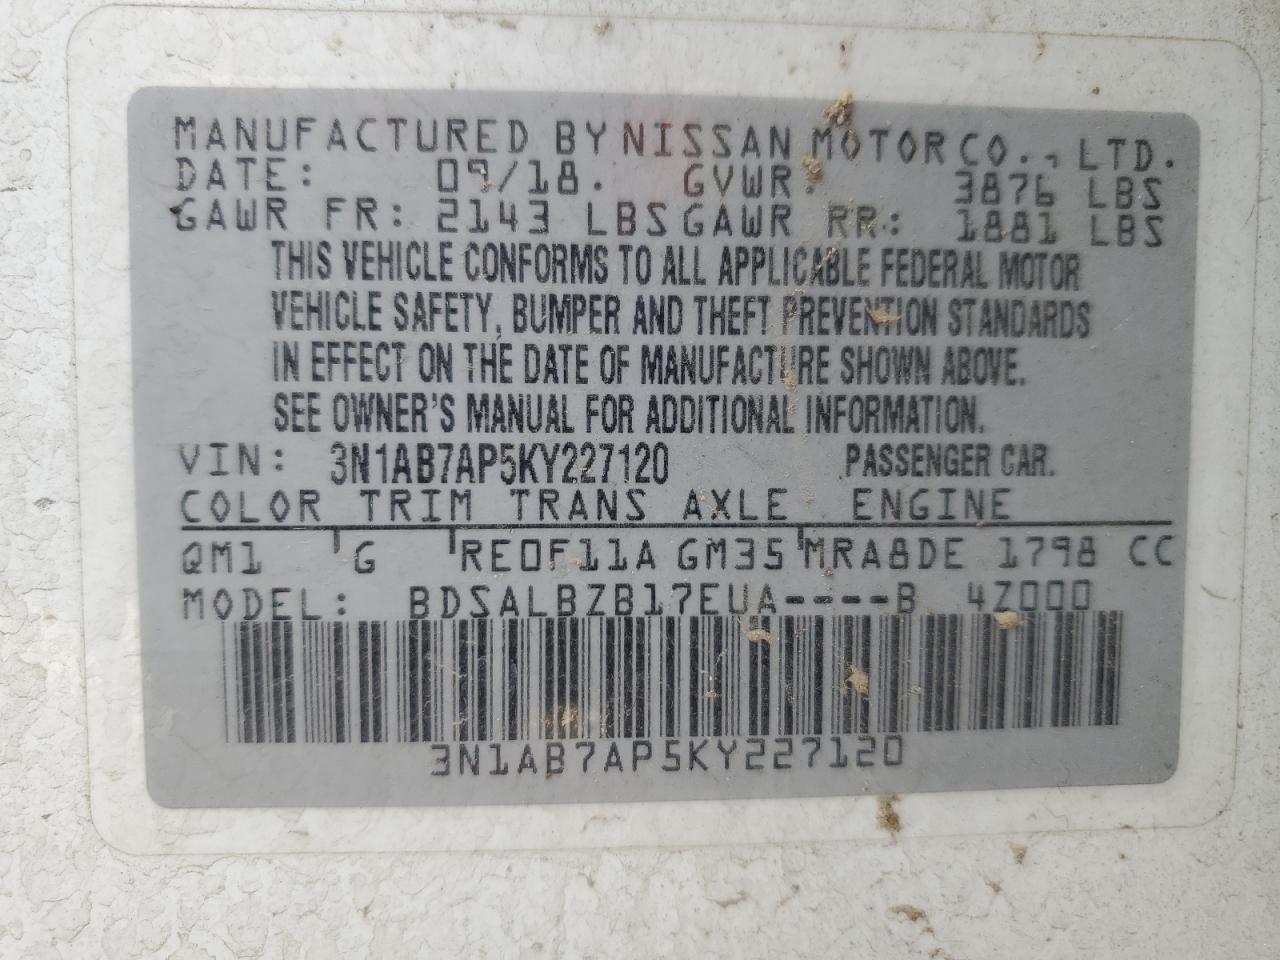 MANUFACTURED BY NISSAN MOTOR CO., LTD.
DATE: 09/18. GVWR: 3876 LBS
GAWR FR: 2143 LBS GAWR RR: 1881 LBS
THIS VEHICLE CONFORMS TO ALL APPLICABLE FEDERAL MOTOR
VEHICLE SAFETY, BUMPER AND THEFT PREVENTION STANDARDS
IN EFFECT ON THE DATE OF MANUFACTURE SHOWN ABOVE.
SEE OWNER'S MANUAL FOR ADDITIONAL INFORMATION.
VIN: 3N1AB7AP5KY227120 PASSENGER CAR.
COLOR TRIM TRANS AXLE ENGINE
QM1 G RE0F11A GM35 MRA8DE 1798 CC
MODEL: BDSALBZB17EUA----B 4Z000
3N1AB7AP5KY227120